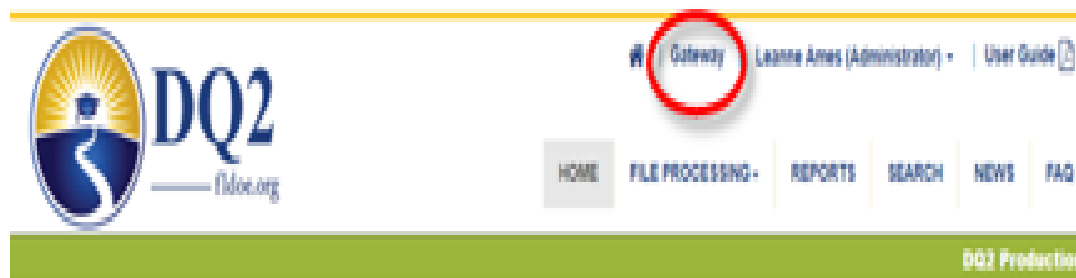 Gateway | Leanne Ames (Administrator) | User Guide
DQ2
fldoe.org
HOME FILE PROCESSING REPORTS SEARCH NEWS FAQ
DQ2 Production